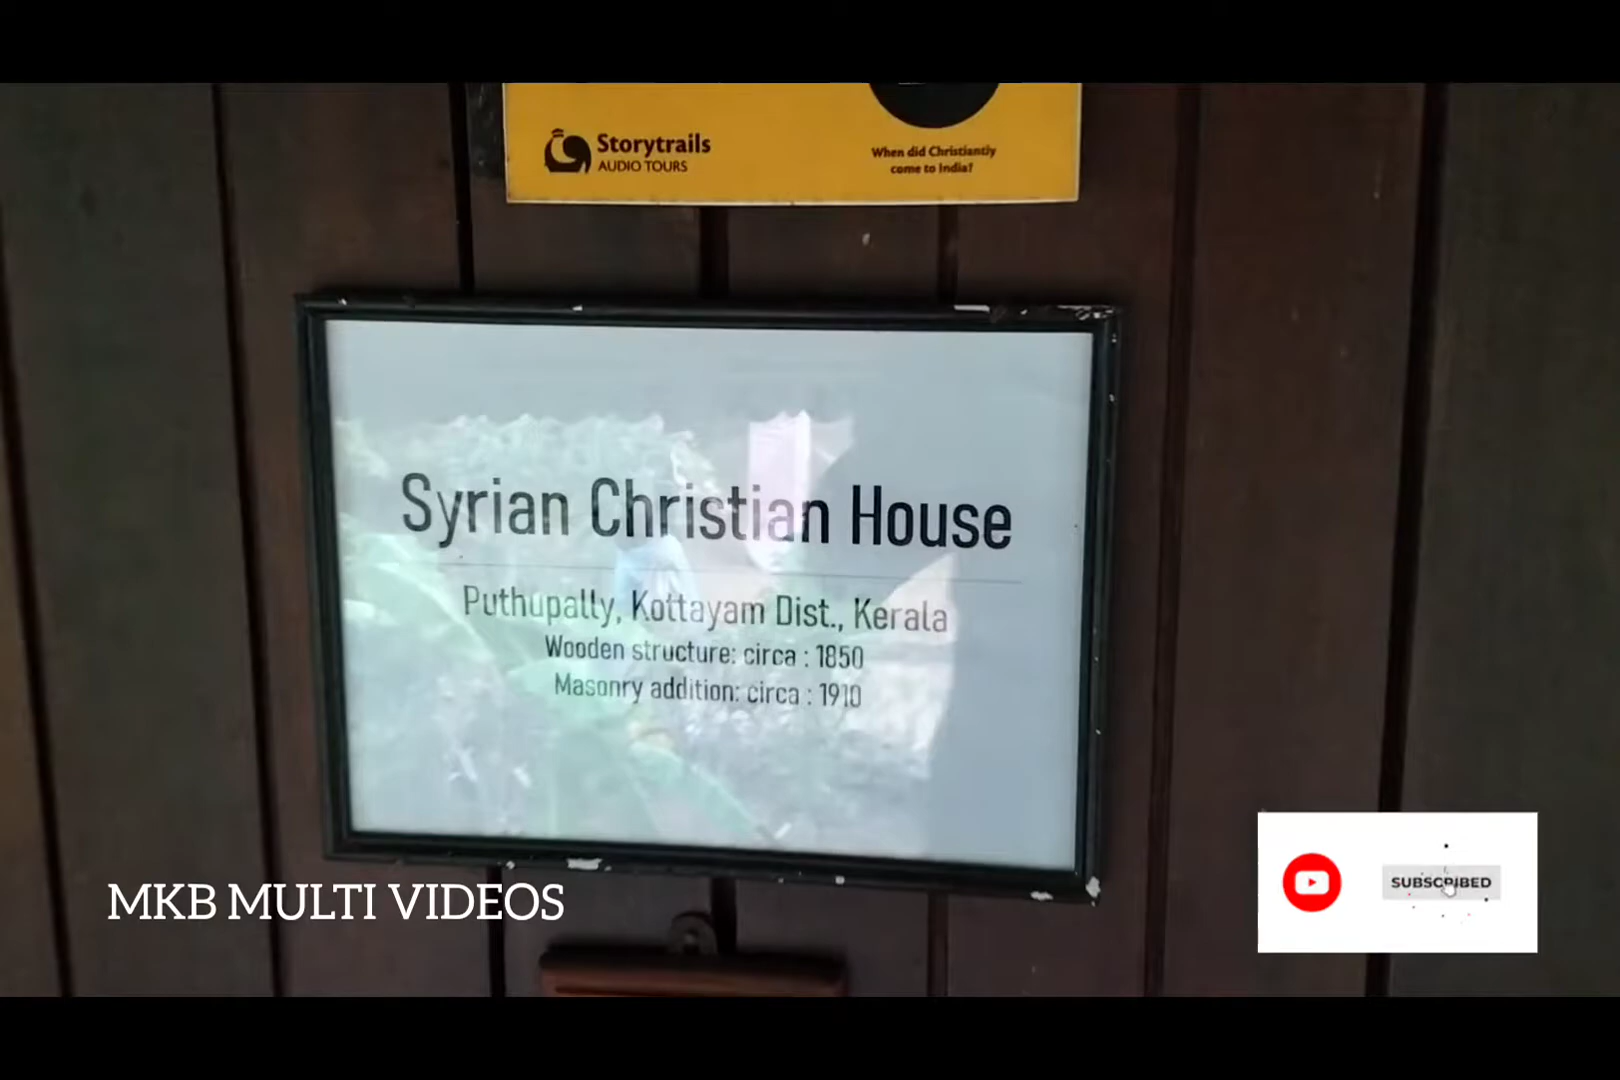 Storytrails
AUDIO TOURS
When did Christiantly
come to India?
Syrian Christian House
Puthupally, Kottayam Dist., Kerala
Wooden structure: circa : 1850
Masonry addition: circa : 1910
MKB MULTI VIDEOS
SUBSCRIBED